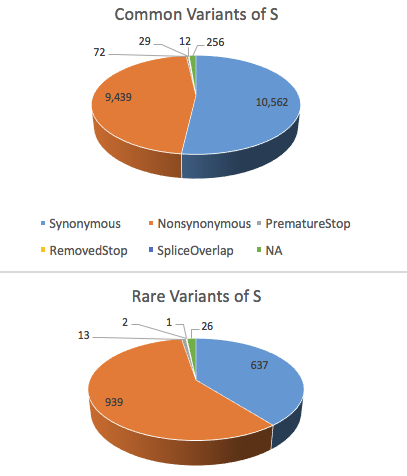 Common Variants of S
29 12 256
72
9,439 10,562
Synonymous Nonsynonymous PrematureStop
RemovedStop SpliceOverlap NA
Rare Variants of S
2 1 26
13
637
939